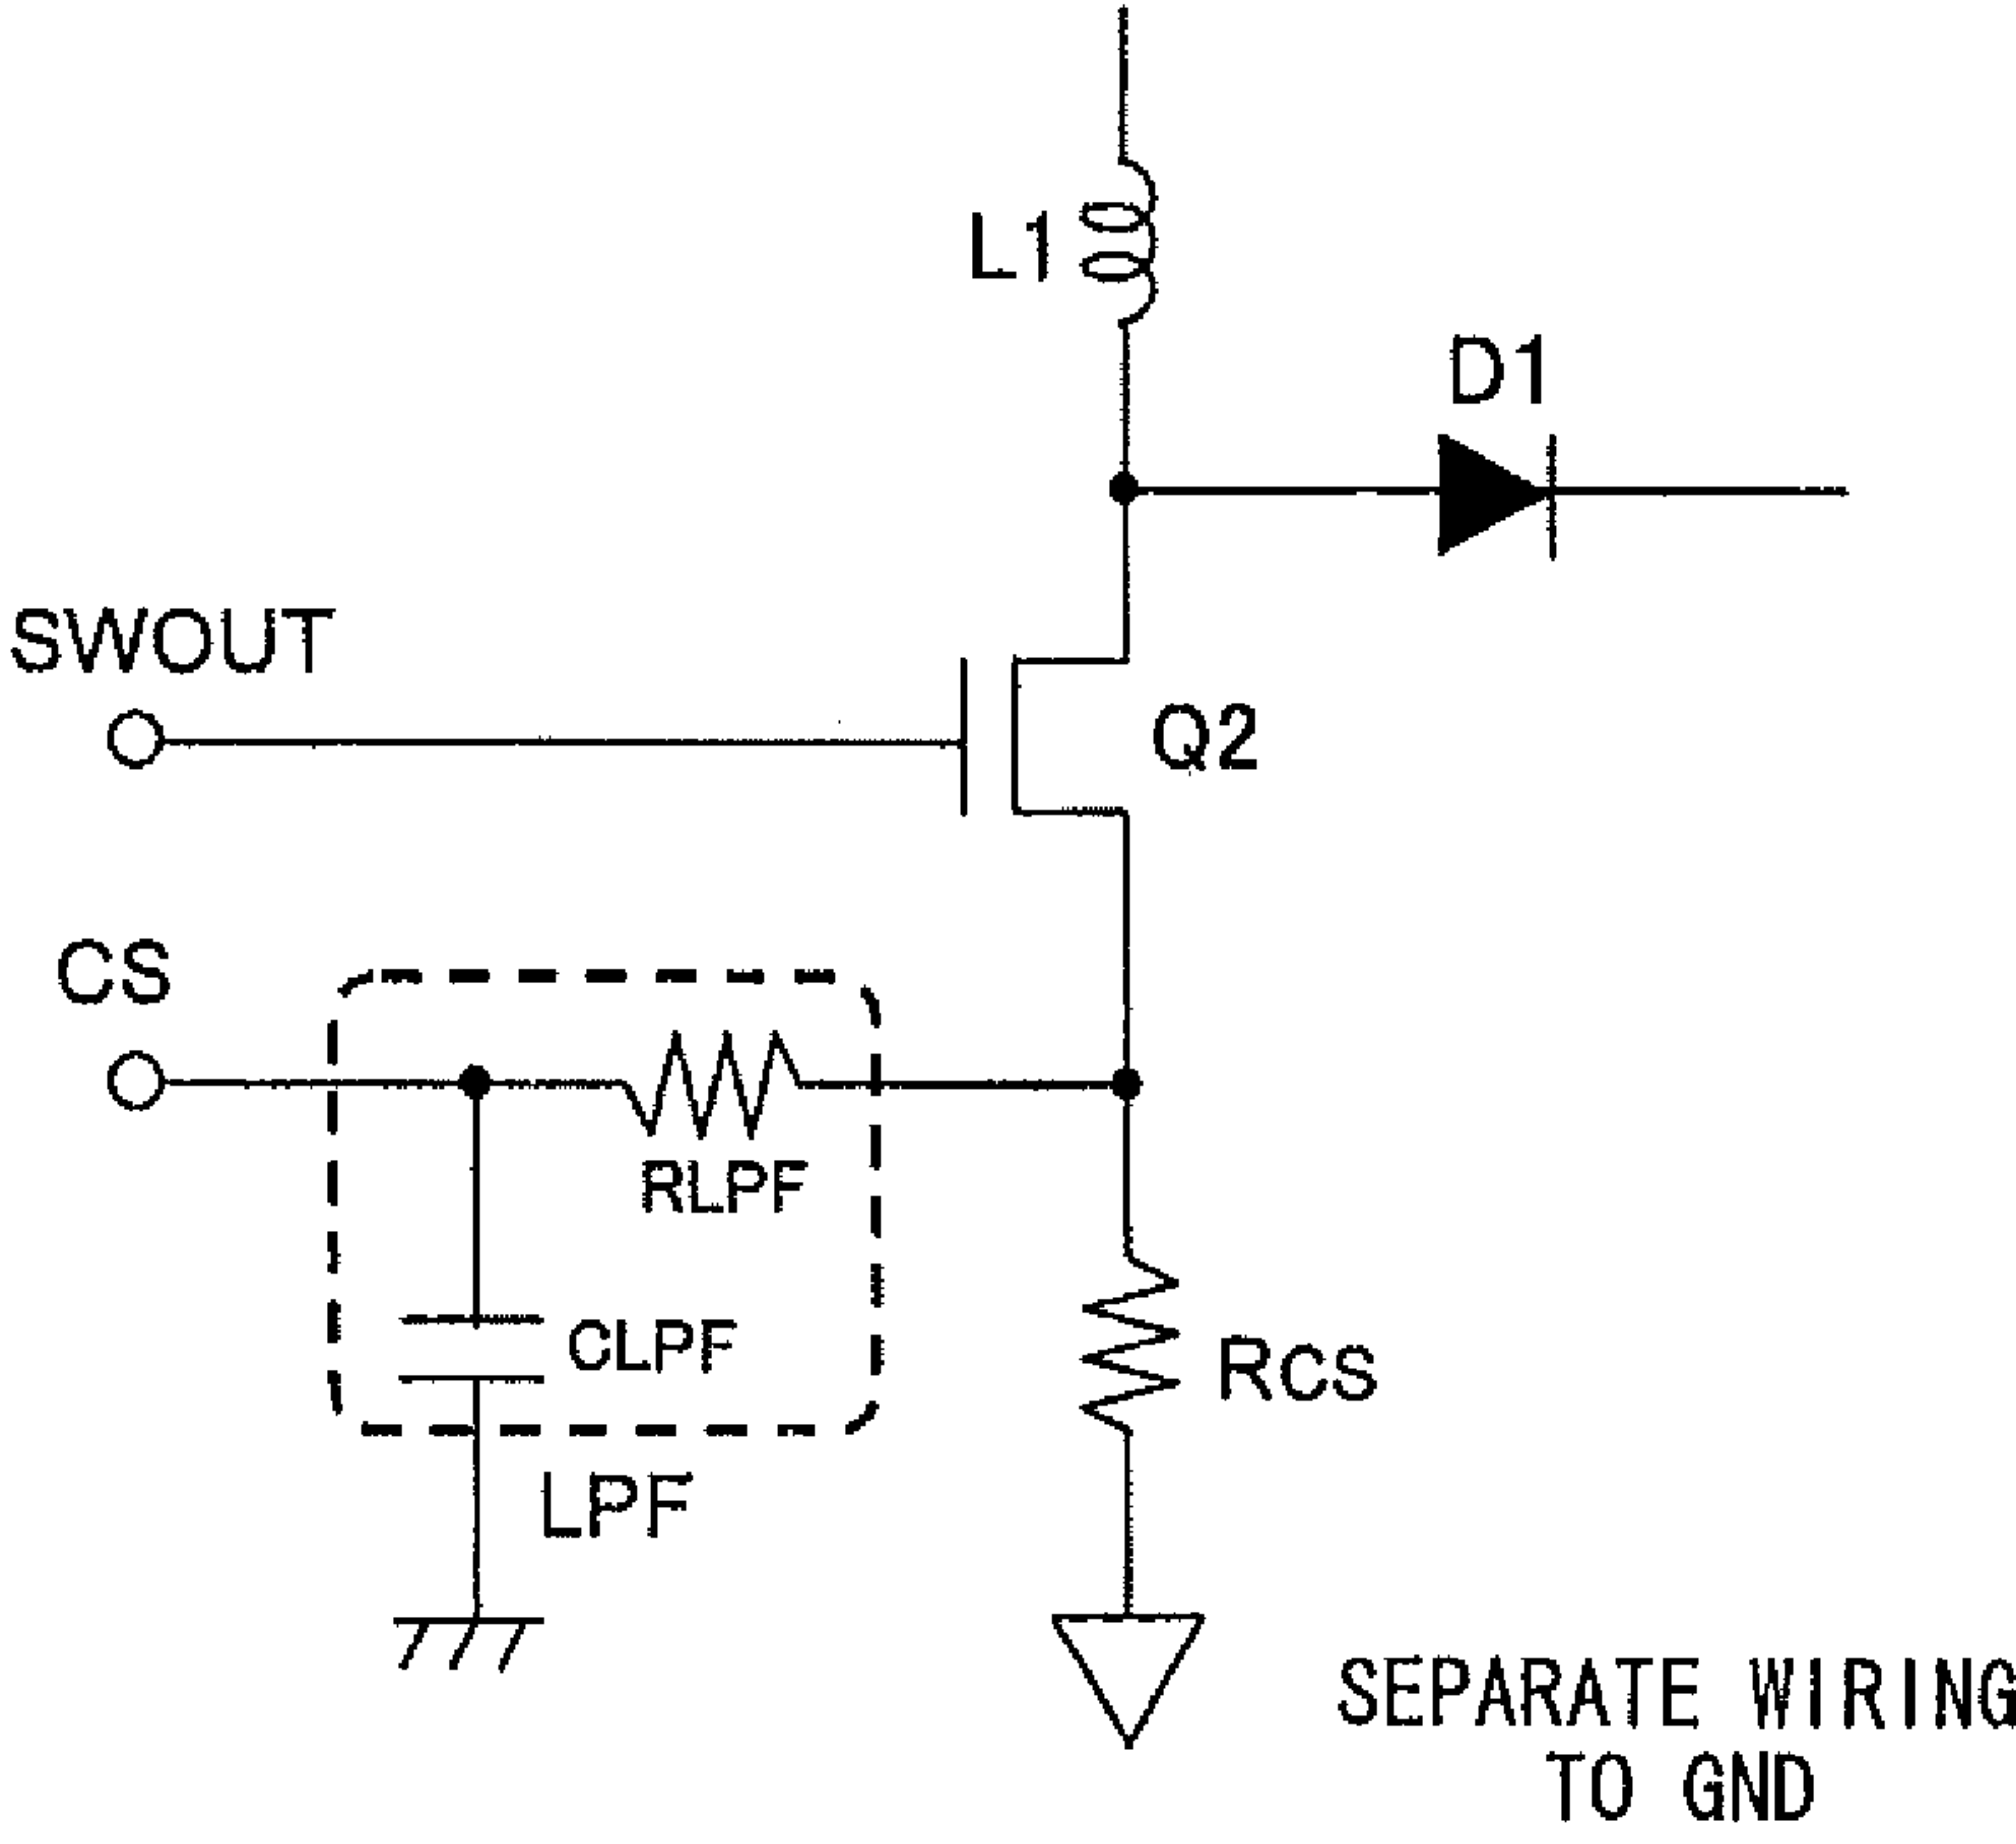 L1
D1
SWOUT
Q2
CS
RLPF
CLPF
RCS
LPF
SEPARATE WIRING
TO GND